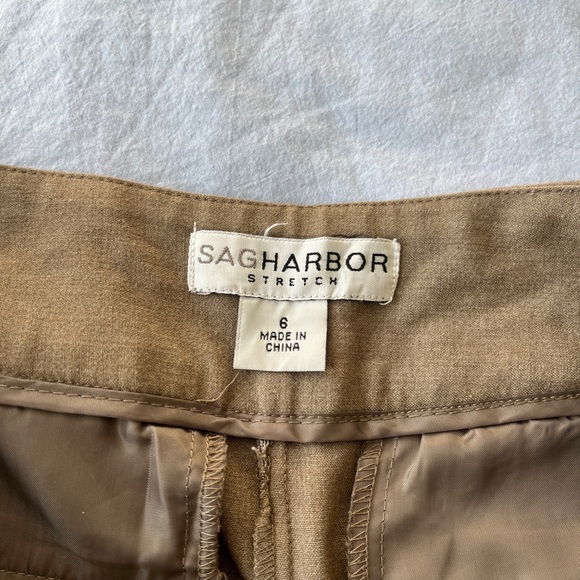 SAGHARBOR
STRETCH
6
MADE IN
CHINA